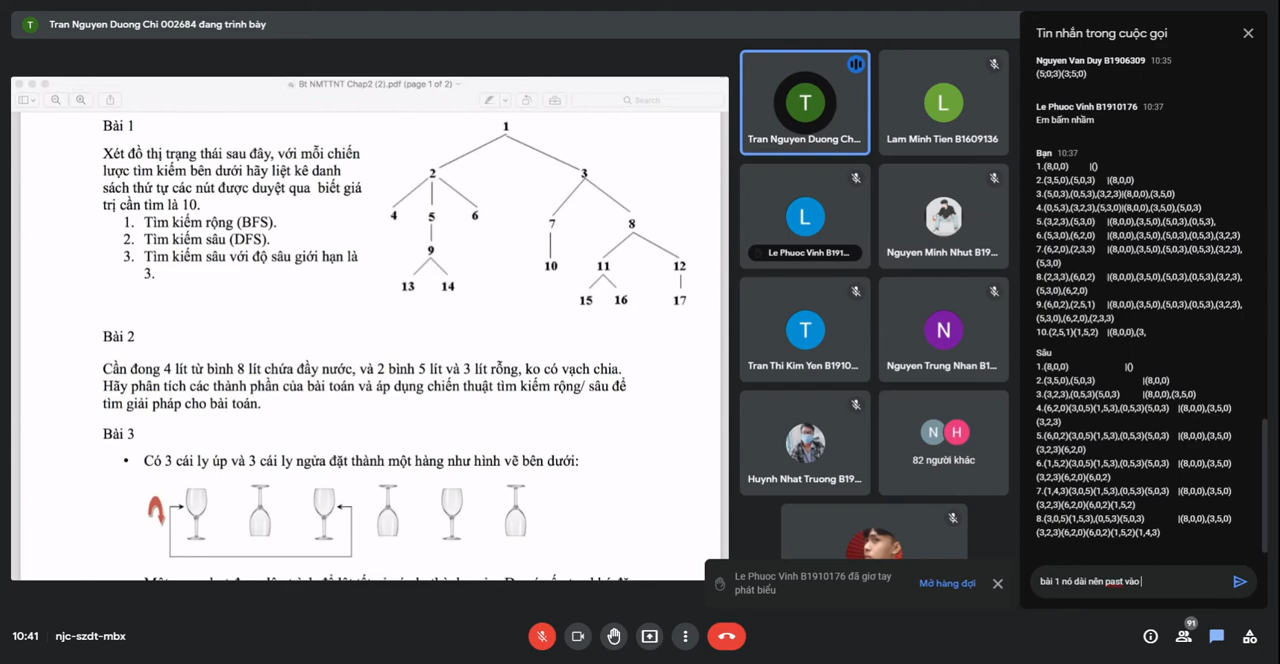 T Tran Nguyen Duong Chi 002684 đang trình bày
Bt NMTTNT Chap2 (2).pdf (page 1 of 2)
Search
Bài 1
Xét đồ thị trạng thái sau đây, với mỗi chiến
lược tìm kiếm bên dưới hãy liệt kê danh
sách thứ tự các nút được duyệt qua biết giá
trị cần tìm là 10.
1. Tìm kiếm rộng (BFS).
2. Tìm kiếm sâu (DFS).
3. Tìm kiếm sâu với độ sâu giới hạn là
3.
1
2 3
4 5 6 7 8
9 10 11 12
13 14 15 16 17
Bài 2
Cần đong 4 lít từ bình 8 lít chứa đầy nước, và 2 bình 5 lít và 3 lít rỗng, ko có vạch chia.
Hãy phân tích các thành phần của bài toán và áp dụng chiến thuật tìm kiếm rộng/ sâu để
tìm giải pháp cho bài toán.
Bài 3
• Có 3 cái ly úp và 3 cái ly ngửa đặt thành một hàng như hình vẽ bên dưới:
T
Tran Nguyen Duong Ch...
L
Lam Minh Tien B1609136
L
Le Phuoc Vinh B191...
Nguyen Minh Nhut B19...
T
Tran Thi Kim Yen B1910...
N
Nguyen Trung Nhan B1...
Huynh Nhat Truong B19...
N H
82 người khác
Le Phuoc Vinh B1910176 đã giơ tay
phát biểu
Mở hàng đợi
Tin nhắn trong cuộc gọi
Nguyen Van Duy B1906309 10:35
(5;0;3)(3;5;0)
Le Phuoc Vinh B1910176 10:37
Em bấm nhầm
Bạn 10:37
1.(8,0,0) |()
2.(3,5,0),(5,0,3) |(8,0,0)
3.(5,0,3),(0,5,3),(3,2,3)|(8,0,0),(3,5,0)
4.(0,5,3),(3,2,3),(5,3,0)|(8,0,0),(3,5,0),(5,0,3)
5.(3,2,3),(5,3,0) |(8,0,0),(3,5,0),(5,0,3),(0,5,3),
6.(5,3,0),(6,2,0) |(8,0,0),(3,5,0),(5,0,3),(0,5,3),(3,2,3)
7.(6,2,0),(2,3,3) |(8,0,0),(3,5,0),(5,0,3),(0,5,3),(3,2,3),
(5,3,0)
8.(2,3,3),(6,0,2) |(8,0,0),(3,5,0),(5,0,3),(0,5,3),(3,2,3),
(5,3,0),(6,2,0)
9.(6,0,2),(2,5,1) |(8,0,0),(3,5,0),(5,0,3),(0,5,3),(3,2,3),
(5,3,0),(6,2,0),(2,3,3)
10.(2,5,1)(1,5,2) |(8,0,0),(3,
Sâu
1.(8,0,0) |()
2.(3,5,0),(5,0,3) |(8,0,0)
3.(3,2,3),(0,5,3)(5,0,3) |(8,0,0),(3,5,0)
4.(6,2,0)(3,0,5)(1,5,3),(0,5,3)(5,0,3) |(8,0,0),(3,5,0)
(3,2,3)
5.(6,0,2)(3,0,5)(1,5,3),(0,5,3)(5,0,3) |(8,0,0),(3,5,0)
(3,2,3)(6,2,0)
6.(1,5,2)(3,0,5)(1,5,3),(0,5,3)(5,0,3) |(8,0,0),(3,5,0)
(3,2,3)(6,2,0)(6,0,2)
7.(1,4,3)(3,0,5)(1,5,3),(0,5,3)(5,0,3) |(8,0,0),(3,5,0)
(3,2,3)(6,2,0)(6,0,2)(1,5,2)
8.(3,0,5)(1,5,3),(0,5,3)(5,0,3) |(8,0,0),(3,5,0)
(3,2,3)(6,2,0)(6,0,2)(1,5,2)(1,4,3)
bài 1 nó dài nên past vào
10:41 njc-szdt-mbx
91